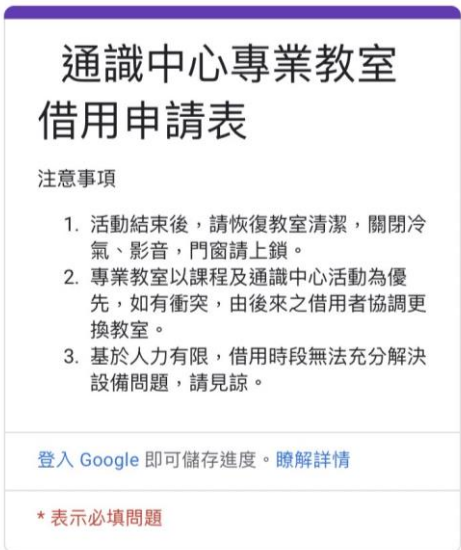 通識中心專業教室
借用申請表
注意事項
1. 活動結束後，請恢復教室清潔，關閉冷
氣、影音，門窗請上鎖。
2. 專業教室以課程及通識中心活動為優
先，如有衝突，由後來之借用者協調更
換教室。
3. 基於人力有限，借用時段無法充分解決
設備問題，請見諒。
登入 Google 即可儲存進度。瞭解詳情
* 表示必填問題